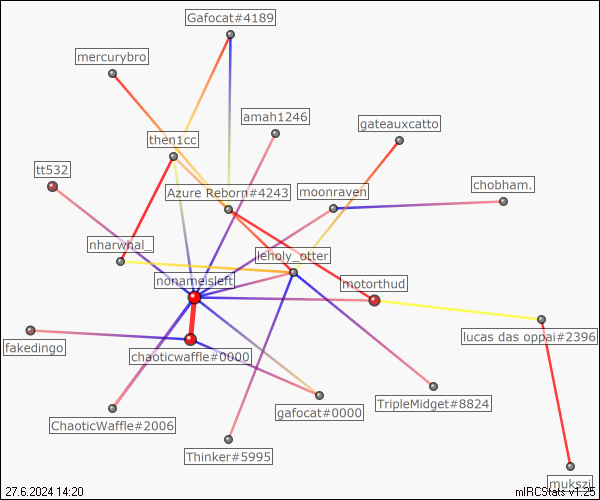 Gafocat#4189
mercurybro
amah1246
gateauxcatto
then1cc
tt532
Azure Reborn#4243
moonraven
chobham.
nharwhal_
leholy_otter
nonameisleft
motorthud
lucas das oppai#2396
fakedingo
chaoticwaffle#0000
gafocat#0000
TripleMidget#8824
ChaoticWaffle#2006
Thinker#5995
mukszi
27.6.2024 14:20
mIRCStats v1.25